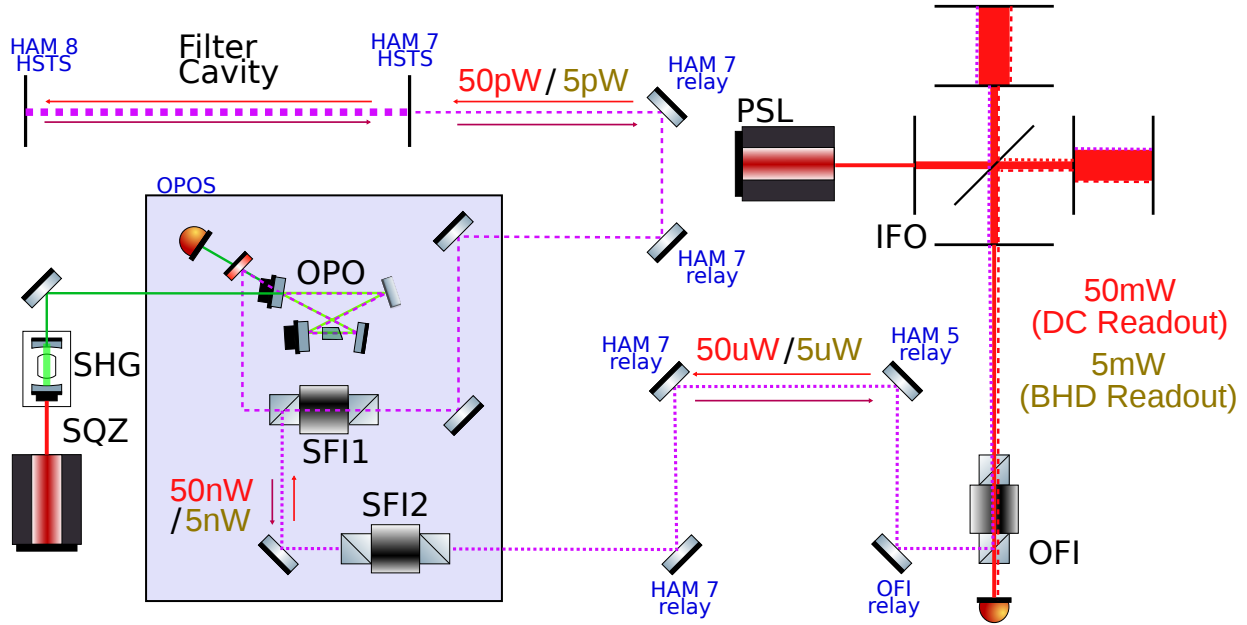 HAM 8
HSTS
Filter
Cavity
HAM 7
HSTS
50pW/5pW
HAM 7
relay
PSL
OPOS
OPO
HAM 7
relay
IFO
SHG
SQZ
SFI1
50nW
/5nW
SFI2
HAM 7
relay
50uW/5uW
HAM 5
relay
50mW
(DC Readout)
5mW
(BHD Readout)
HAM 7
relay
OFI
relay
OFI